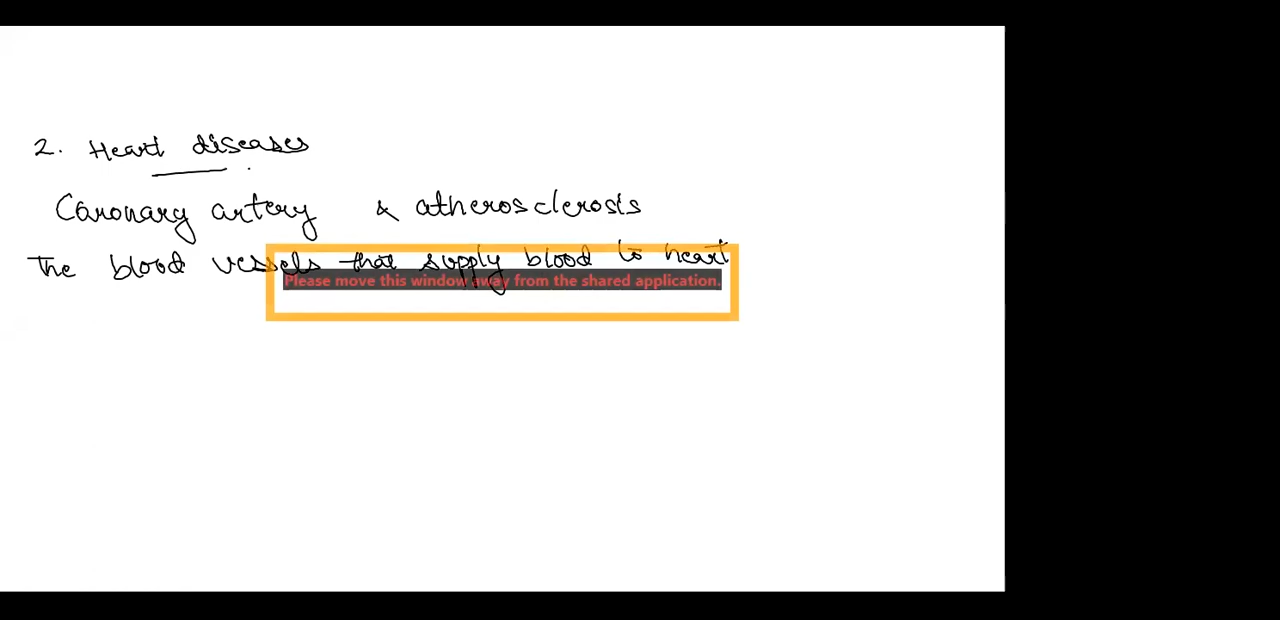 2. Heart diseases
Coronary artery & atherosclerosis
The blood vessels that supply blood to heart
Please move this window away from the shared application.